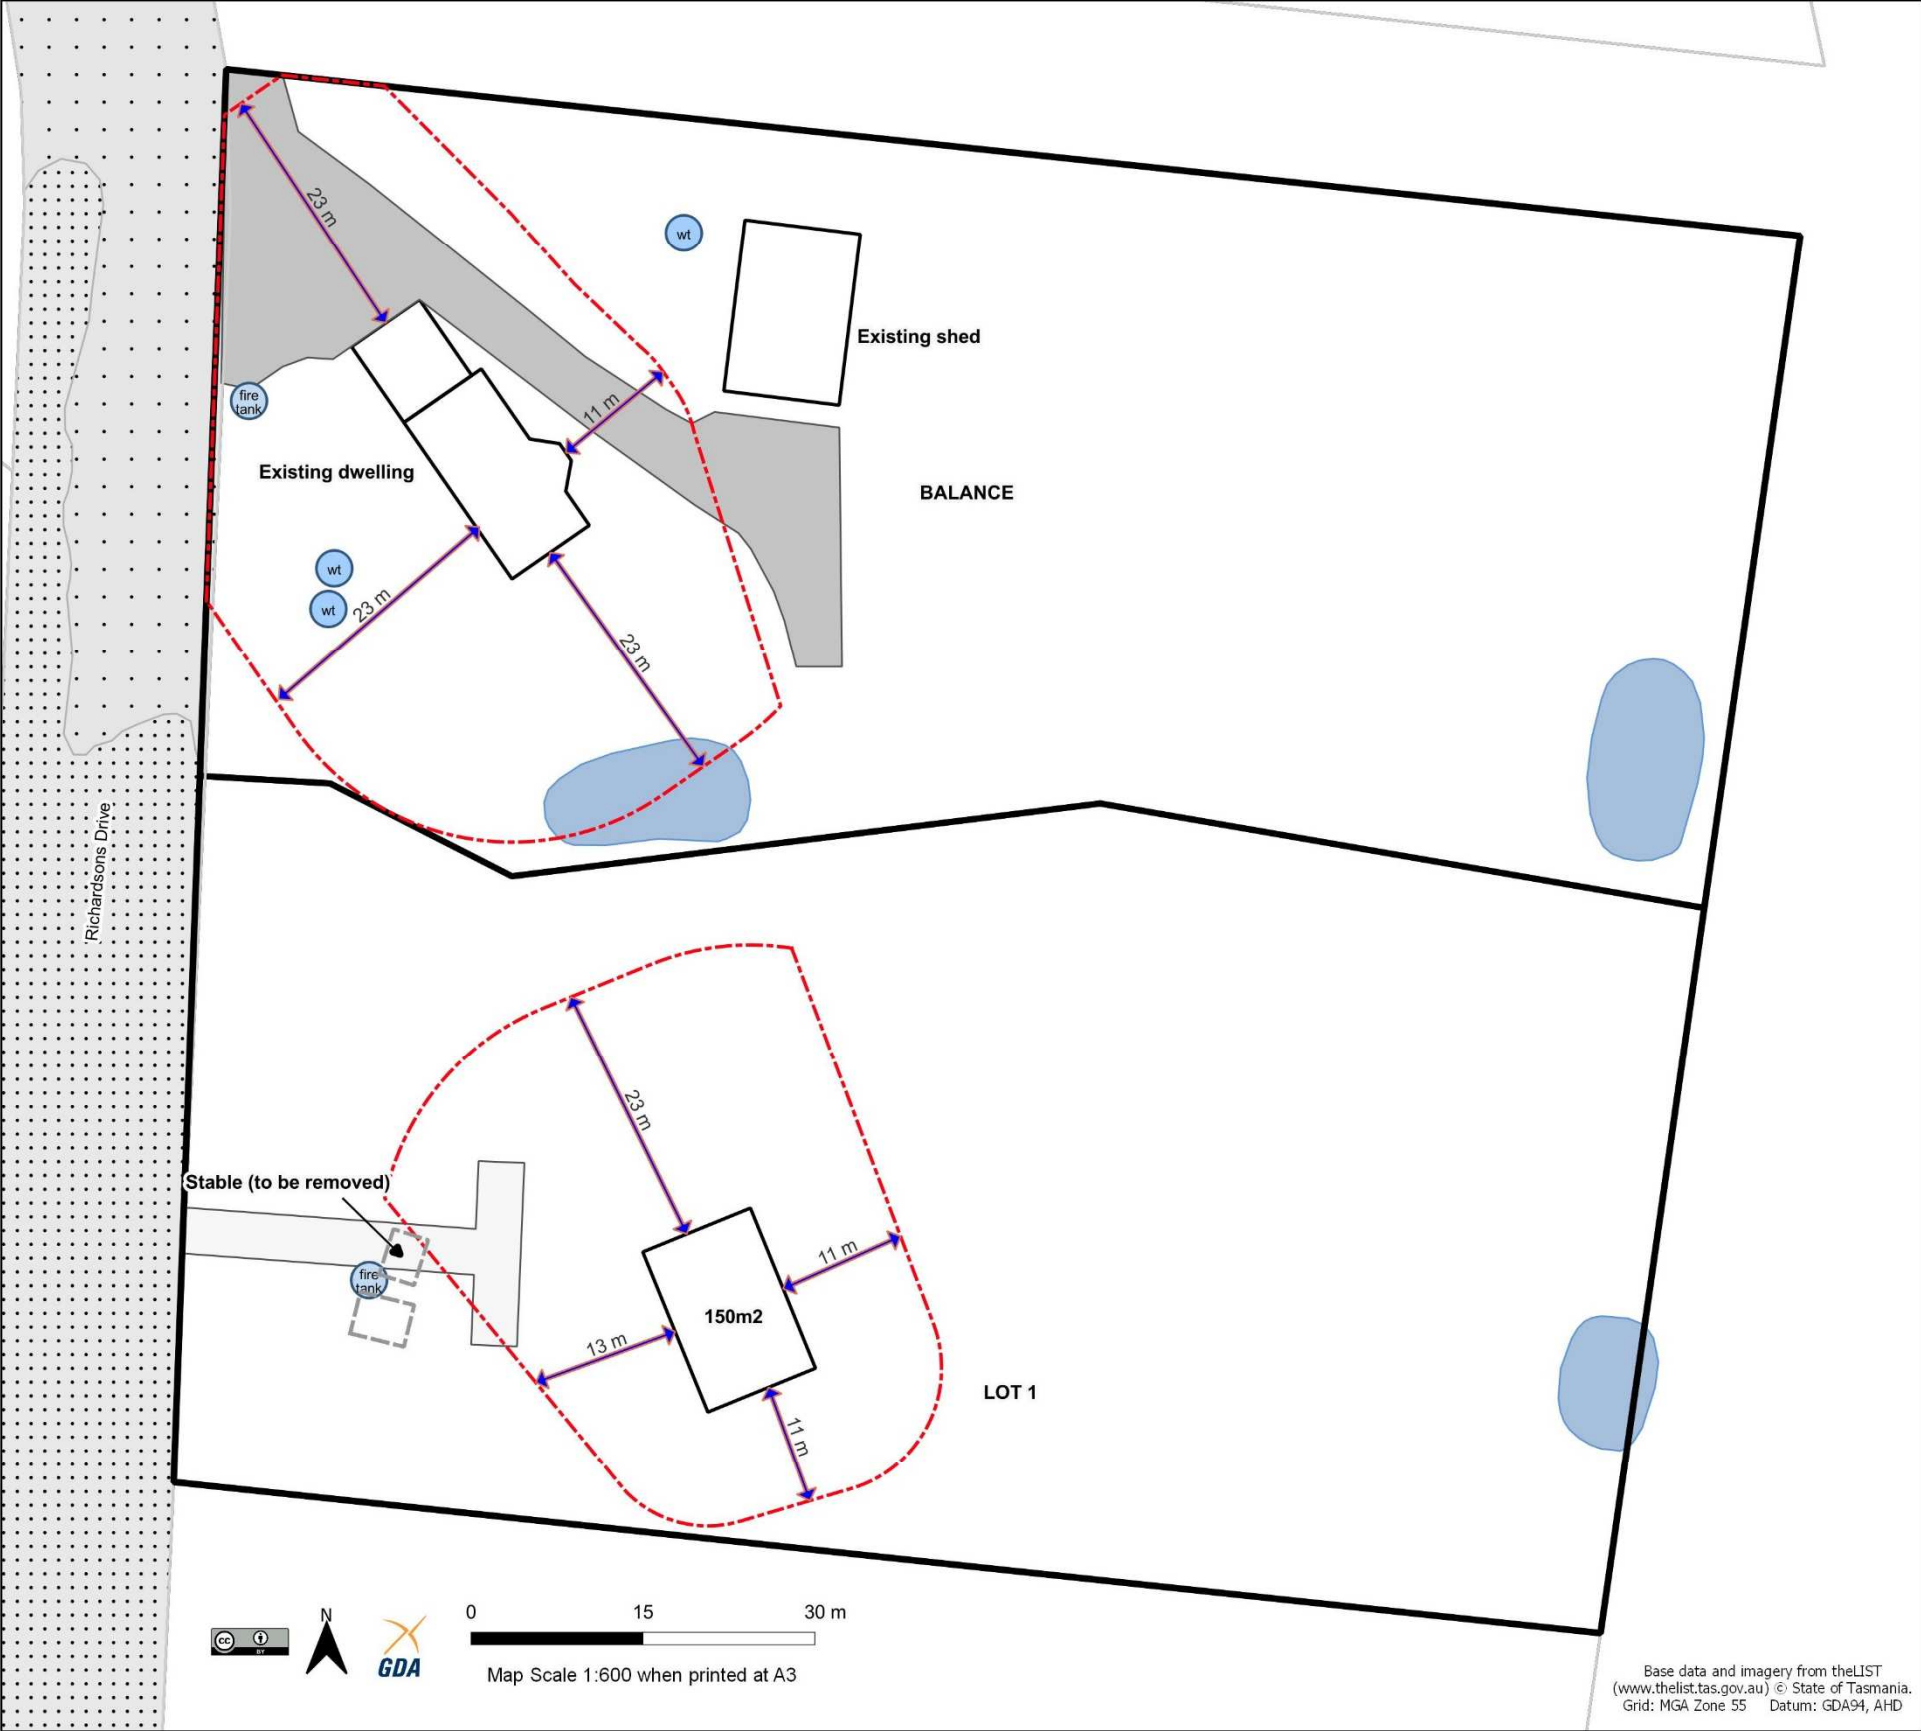 23 m
wt
Existing shed
fire
tank
11 m
Existing dwelling
BALANCE
wt
wt
23 m
23 m
Richardsons Drive
23 m
Stable (to be removed)
11 m
fire
tank
150m2
13 m
LOT 1
11 m
N
0 15 30 m
cc
BY
GDA
Map Scale 1:600 when printed at A3
Base data and imagery from theLIST
(www.thelist.tas.gov.au) © State of Tasmania.
Grid: MGA Zone 55 Datum: GDA94, AHD